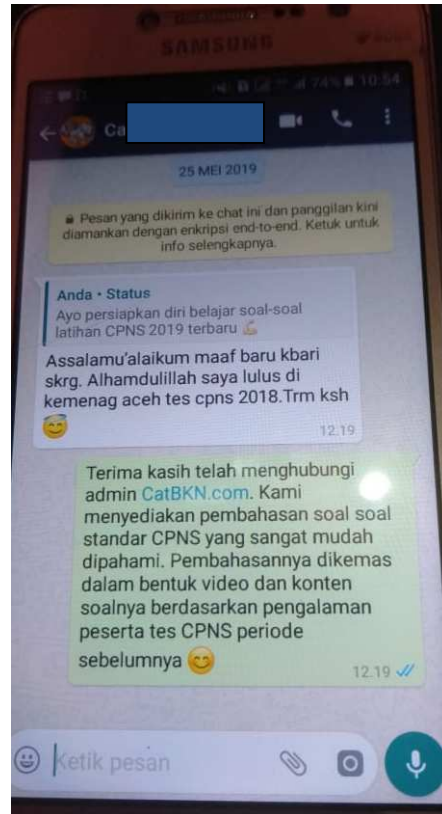 SAMSUNG
74% 10:54
Ca
25 MEI 2019
Pesan yang dikirim ke chat ini dan panggilan kini
diamankan dengan enkripsi end-to-end. Ketuk untuk
info selengkapnya.
Anda • Status
Ayo persiapkan diri belajar soal-soal
latihan CPNS 2019 terbaru 💪
Assalamu'alaikum maaf baru kbari
skrg. Alhamdulillah saya lulus di
kemenag aceh tes cpns 2018.Trm ksh
😇
12.19
Terima kasih telah menghubungi
admin CatBKN.com. Kami
menyediakan pembahasan soal soal
standar CPNS yang sangat mudah
dipahami. Pembahasannya dikemas
dalam bentuk video dan konten
soalnya berdasarkan pengalaman
peserta tes CPNS periode
sebelumnya 😊
12.19
Ketik pesan